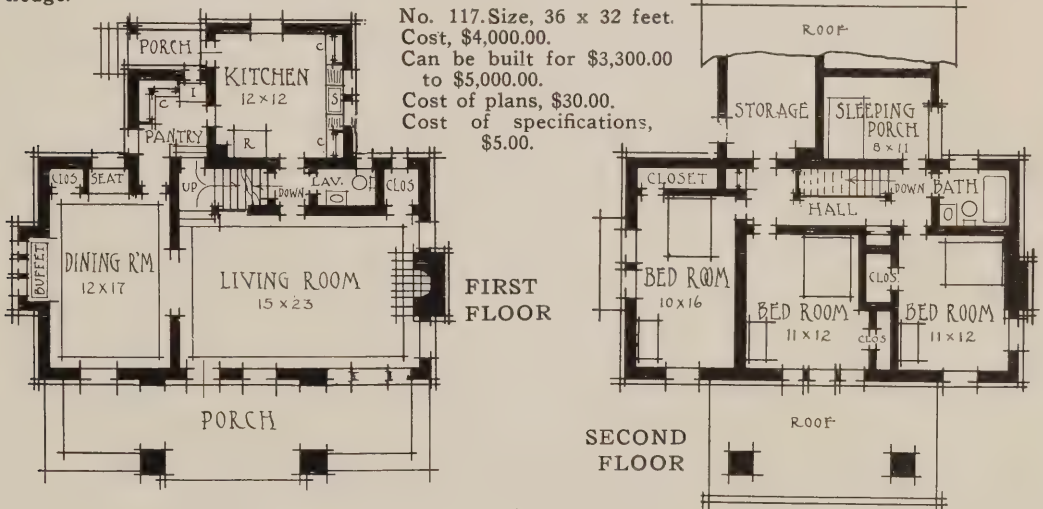 hedge.
No. 117. Size, 36 x 32 feet.
Cost, $4,000.00.
Can be built for $3,300.00
to $5,000.00.
Cost of plans, $30.00.
Cost of specifications,
$5.00.
PORCH
KITCHEN
12 x 12
C
I
C
S
PANTRY
R
C
CLOS
SEAT
UP
DOWN
LAV.
CLOS
BUFFET
DINING R'M
12 x 17
LIVING ROOM
15 x 23
FIRST
FLOOR
PORCH
ROOF
STORAGE
SLEEPING
PORCH
8 x 11
CLOSET
DOWN
BATH
HALL
BED ROOM
10 x 16
BED ROOM
11 x 12
CLOS.
CLOS
BED ROOM
11 x 12
SECOND
FLOOR
ROOF